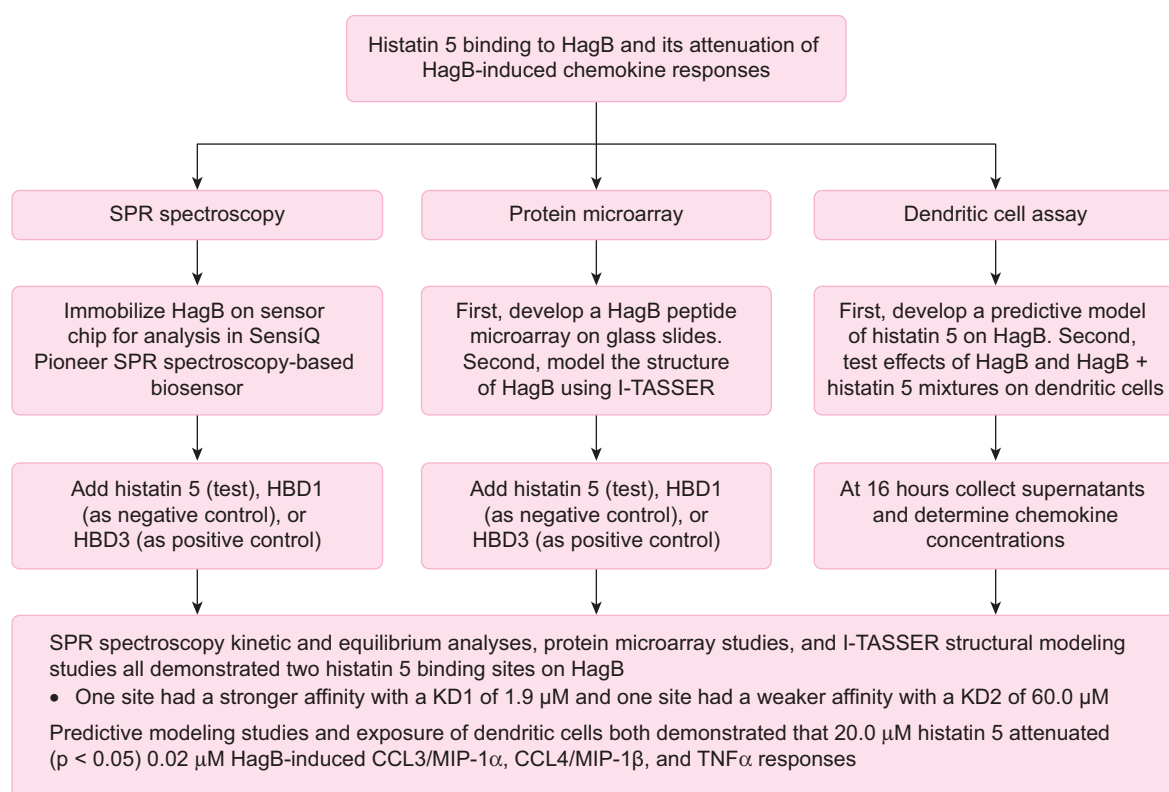 Histatin 5 binding to HagB and its attenuation of
HagB-induced chemokine responses
SPR spectroscopy
Immobilize HagB on sensor
chip for analysis in SensíQ
Pioneer SPR spectroscopy-based
biosensor
Add histatin 5 (test), HBD1
(as negative control), or
HBD3 (as positive control)
Protein microarray
First, develop a HagB peptide
microarray on glass slides.
Second, model the structure
of HagB using I-TASSER
Add histatin 5 (test), HBD1
(as negative control), or
HBD3 (as positive control)
Dendritic cell assay
First, develop a predictive model
of histatin 5 on HagB. Second,
test effects of HagB and HagB +
histatin 5 mixtures on dendritic cells
At 16 hours collect supernatants
and determine chemokine
concentrations
SPR spectroscopy kinetic and equilibrium analyses, protein microarray studies, and I-TASSER structural modeling
studies all demonstrated two histatin 5 binding sites on HagB
• One site had a stronger affinity with a KD1 of 1.9 μM and one site had a weaker affinity with a KD2 of 60.0 μM
Predictive modeling studies and exposure of dendritic cells both demonstrated that 20.0 μM histatin 5 attenuated
(p < 0.05) 0.02 μM HagB-induced CCL3/MIP-1α, CCL4/MIP-1β, and TNFα responses